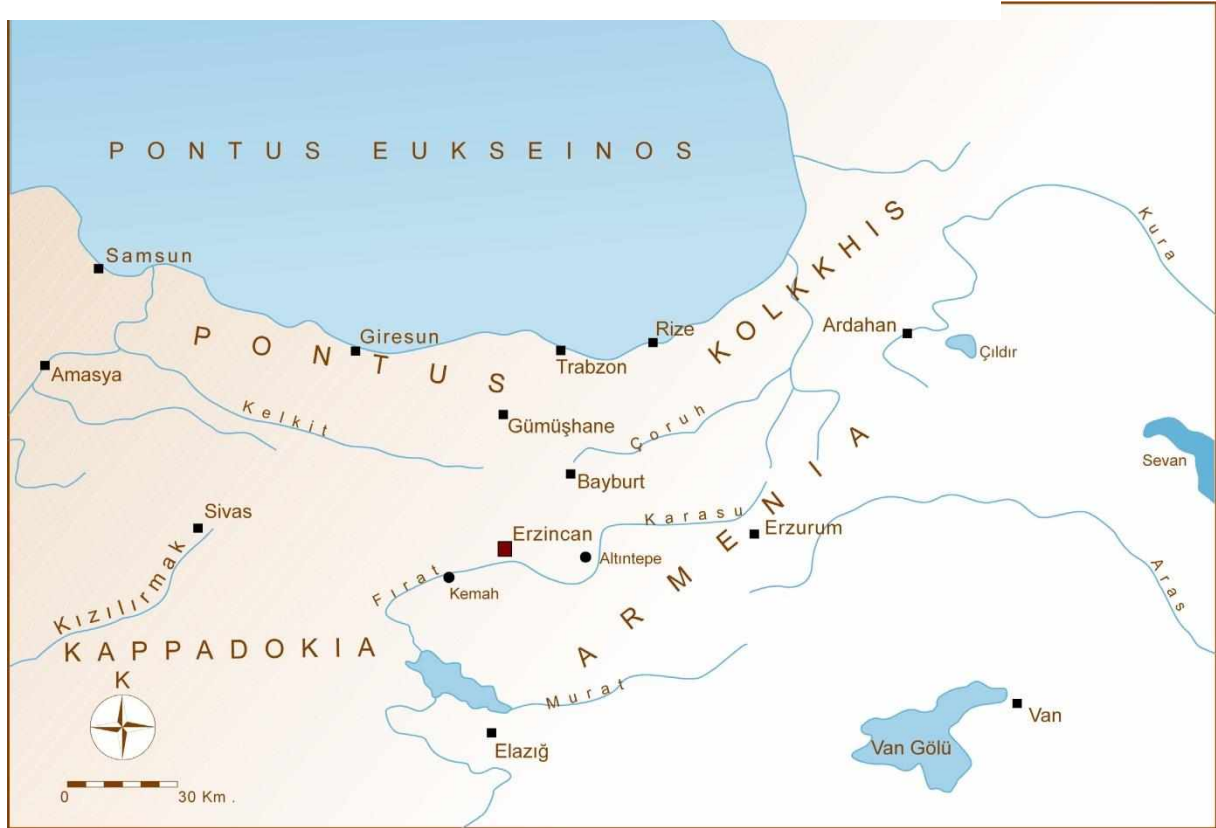 PONTUS EUKSEINOS
Samsun
PONTUS
Giresun
Trabzon
Rize
KOLKKHIS
Kura
Ardahan
Çıldır
Amasya
Kelkit
Gümüşhane
Çoruh
Bayburt
Sevan
Sivas
Kızılırmak
Erzincan
Karasu
Erzurum
Altıntepe
ARMENIA
Aras
Fırat
Kemah
KAPPADOKIA
Murat
K
Elazığ
Van Gölü
Van
0 30 Km .